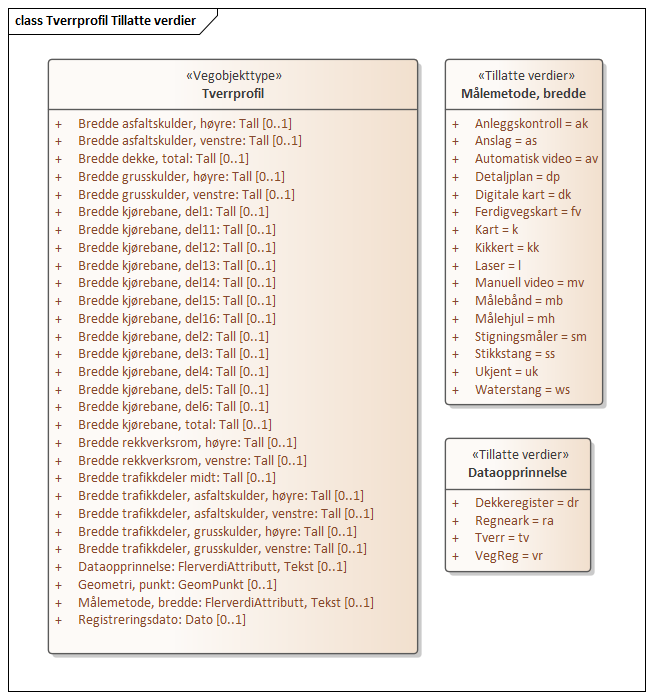 class Tverrprofil Tillatte verdier
«Vegobjekttype»
Tverrprofil
+ Bredde asfaltskulder, høyre: Tall [0..1]
+ Bredde asfaltskulder, venstre: Tall [0..1]
+ Bredde dekke, total: Tall [0..1]
+ Bredde grusskulder, høyre: Tall [0..1]
+ Bredde grusskulder, venstre: Tall [0..1]
+ Bredde kjørebane, del1: Tall [0..1]
+ Bredde kjørebane, del11: Tall [0..1]
+ Bredde kjørebane, del12: Tall [0..1]
+ Bredde kjørebane, del13: Tall [0..1]
+ Bredde kjørebane, del14: Tall [0..1]
+ Bredde kjørebane, del15: Tall [0..1]
+ Bredde kjørebane, del16: Tall [0..1]
+ Bredde kjørebane, del2: Tall [0..1]
+ Bredde kjørebane, del3: Tall [0..1]
+ Bredde kjørebane, del4: Tall [0..1]
+ Bredde kjørebane, del5: Tall [0..1]
+ Bredde kjørebane, del6: Tall [0..1]
+ Bredde kjørebane, total: Tall [0..1]
+ Bredde rekkverksrom, høyre: Tall [0..1]
+ Bredde rekkverksrom, venstre: Tall [0..1]
+ Bredde trafikkdeler midt: Tall [0..1]
+ Bredde trafikkdeler, asfaltskulder, høyre: Tall [0..1]
+ Bredde trafikkdeler, asfaltskulder, venstre: Tall [0..1]
+ Bredde trafikkdeler, grusskulder, høyre: Tall [0..1]
+ Bredde trafikkdeler, grusskulder, venstre: Tall [0..1]
+ Dataopprinnelse: FlerverdiAttributt, Tekst [0..1]
+ Geometri, punkt: GeomPunkt [0..1]
+ Målemetode, bredde: FlerverdiAttributt, Tekst [0..1]
+ Registreringsdato: Dato [0..1]
«Tillatte verdier»
Målemetode, bredde
+ Anleggskontroll = ak
+ Anslag = as
+ Automatisk video = av
+ Detaljplan = dp
+ Digitale kart = dk
+ Ferdigvegskart = fv
+ Kart = k
+ Kikkert = kk
+ Laser = l
+ Manuell video = mv
+ Målebånd = mb
+ Målehjul = mh
+ Stigningsmåler = sm
+ Stikkstang = ss
+ Ukjent = uk
+ Waterstang = ws
«Tillatte verdier»
Dataopprinnelse
+ Dekkeregister = dr
+ Regneark = ra
+ Tverr = tv
+ VegReg = vr